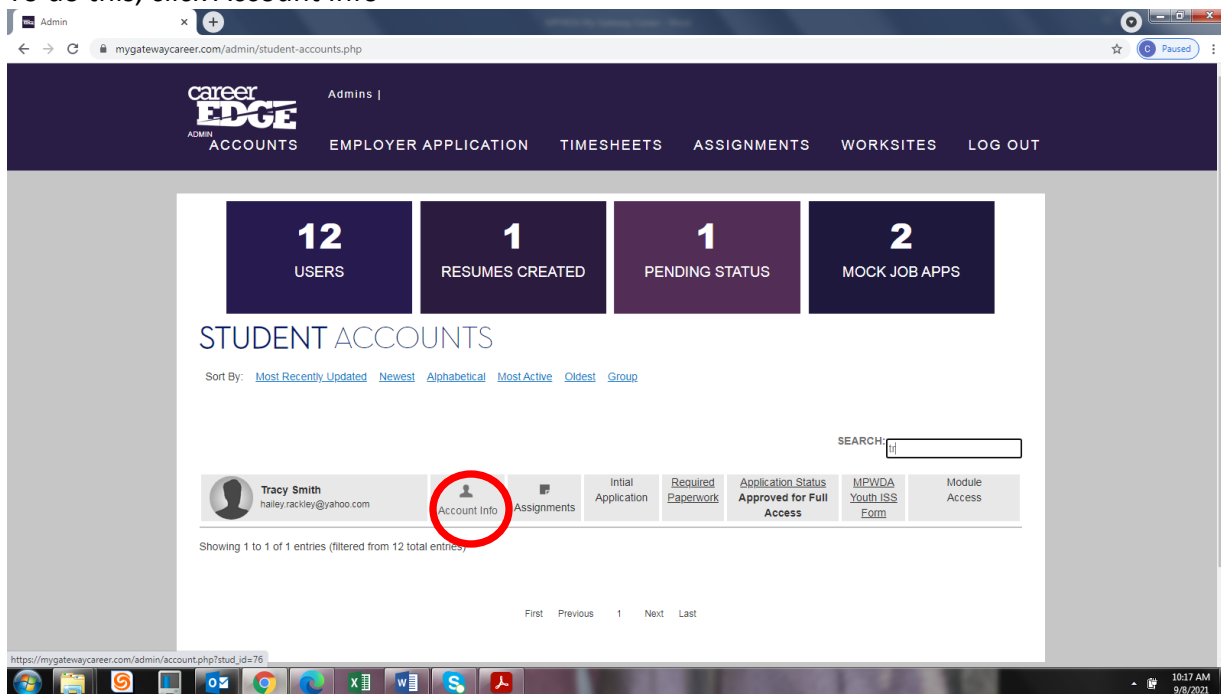 To do this, click Account Info
Admin
mygatewaycareer.com/admin/student-accounts.php
Paused
career
EDGE
ADMIN
Admins |
ACCOUNTS EMPLOYER APPLICATION TIMESHEETS ASSIGNMENTS WORKSITES LOG OUT
12
USERS
1
RESUMES CREATED
1
PENDING STATUS
2
MOCK JOB APPS
STUDENT ACCOUNTS
Sort By: Most Recently Updated Newest Alphabetical Most Active Oldest Group
SEARCH: tr
Tracy Smith
hailey.rackley@yahoo.com
Account Info
Assignments
Intial
Application
Required
Paperwork
Application Status
Approved for Full
Access
MPWDA
Youth ISS
Form
Module
Access
Showing 1 to 1 of 1 entries (filtered from 12 total entries)
First Previous 1 Next Last
https://mygatewaycareer.com/admin/account.php?stud_id=76
10:17 AM
9/8/2021